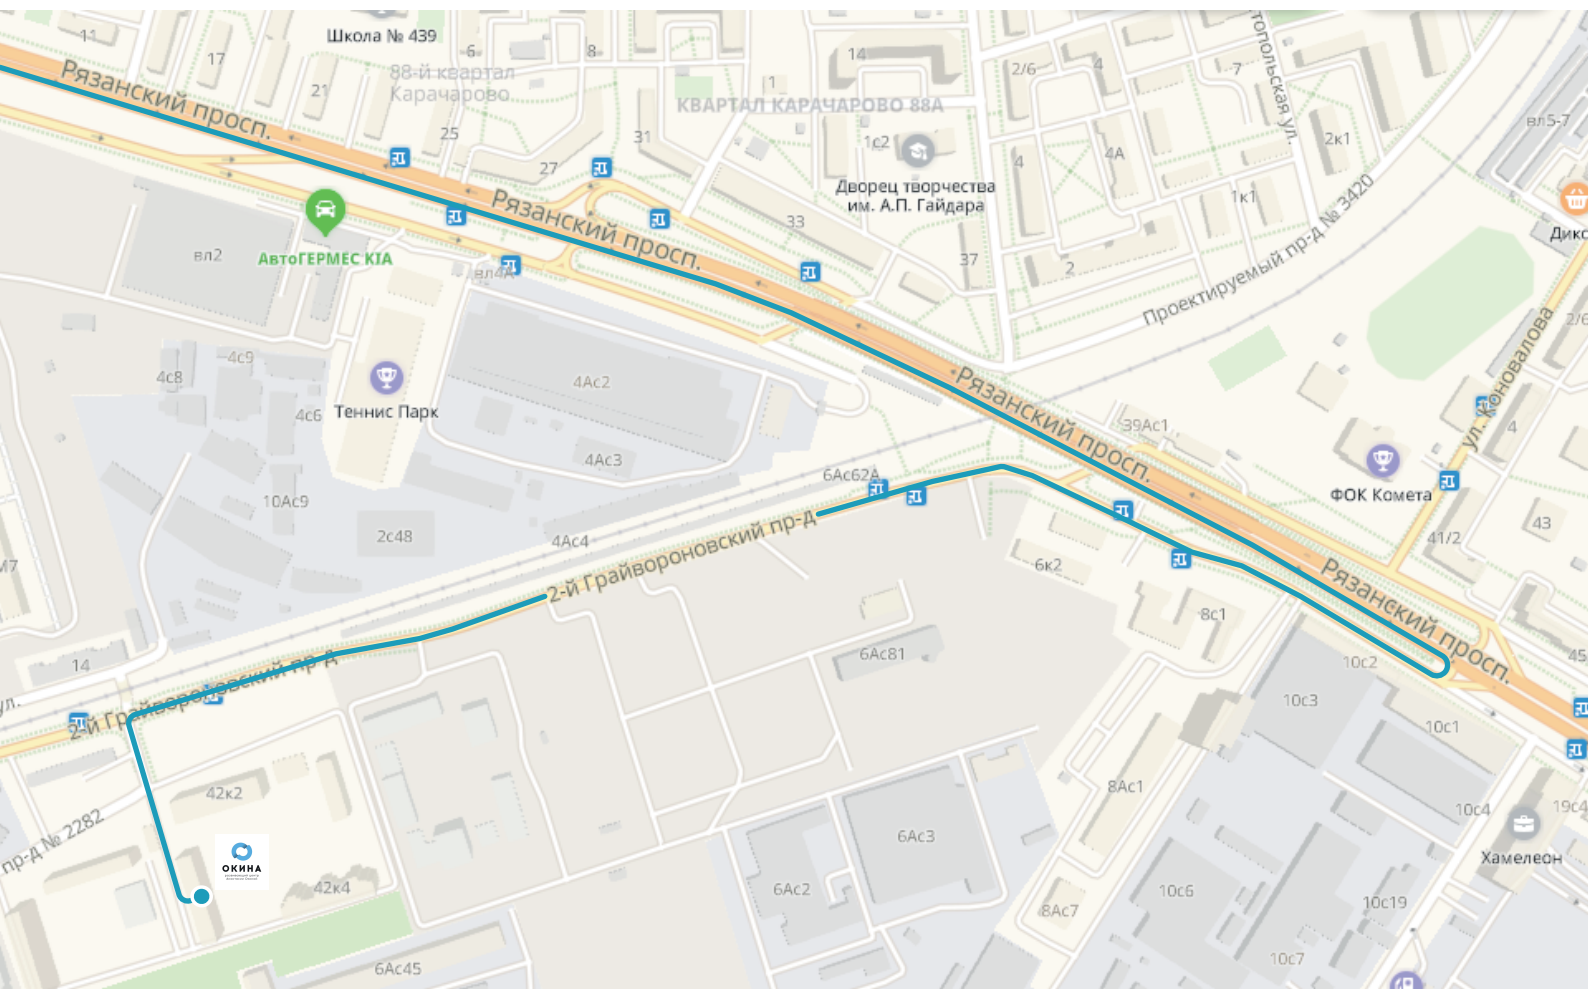 11
Школа № 439
6
8
14
17
88-й квартал
Карачарово
21
1
2/6
4
7
КВАРТАЛ КАРАЧАРОВО 88А
Рязанский просп.
25
31
27
1с2
4
4А
2к1
вл5-7
Дворец творчества
им. А.П. Гайдара
1к1
Рязанский просп.
33
37
2
Проектируемый пр-д № 3420
вл2
АвтоГЕРМЕС KIA
вл4А
4с9
4с8
4с6
Теннис Парк
4Ас2
Рязанский просп.
39Ас1
ул. Коновалова
2/6
4
4Ас3
6Ас62А
ФОК Комета
10Ас9
2с48
4Ас4
2-й Грайвороновский пр-д
6к2
41/2
43
8с1
Рязанский просп.
6Ас81
14
2-й Грайвороновский пр-д
ул.
10с2
45
10с3
10с1
42к2
8Ас1
10с4
19с4
пр-д № 2282
6Ас3
Хамелеон
ОКИНА
42к4
6Ас2
8Ас7
10с6
10с19
6Ас45
10с7